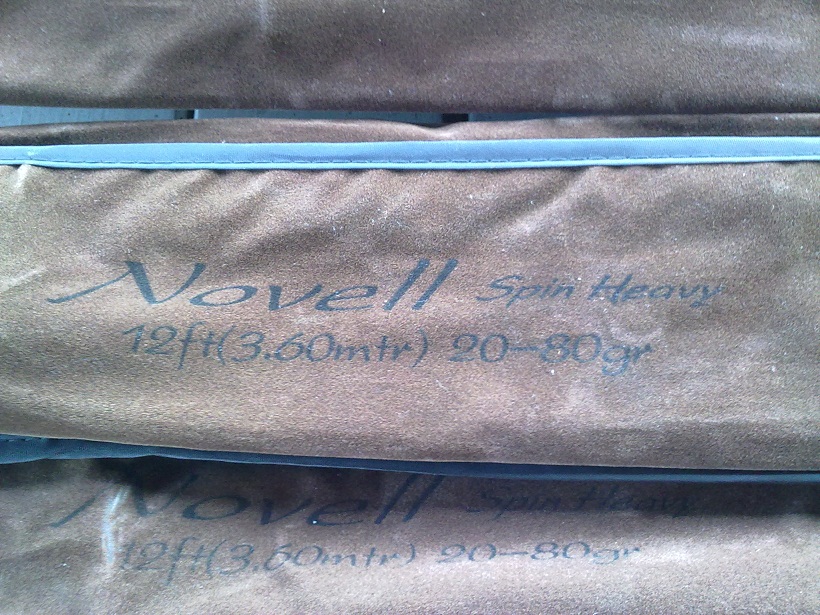 Novell Spin Heavy
12ft(3.60mtr) 20-80gr
Novell Spin Heavy
12ft(3.60mtr) 20-80gr